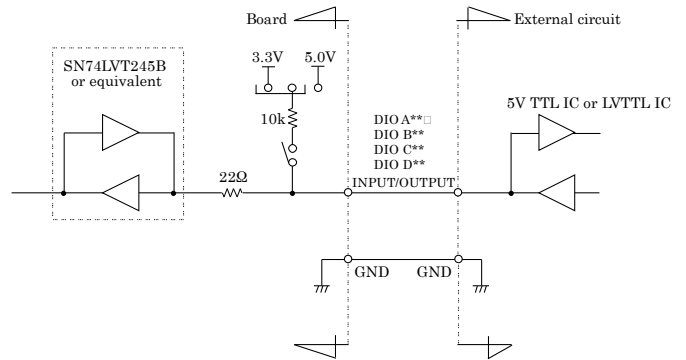 Board
External circuit
SN74LVT245B
or equivalent
3.3V
5.0V
10k
22Ω
DIO A**□
DIO B**
DIO C**
DIO D**
INPUT/OUTPUT
5V TTL IC or LVTTL IC
GND
GND